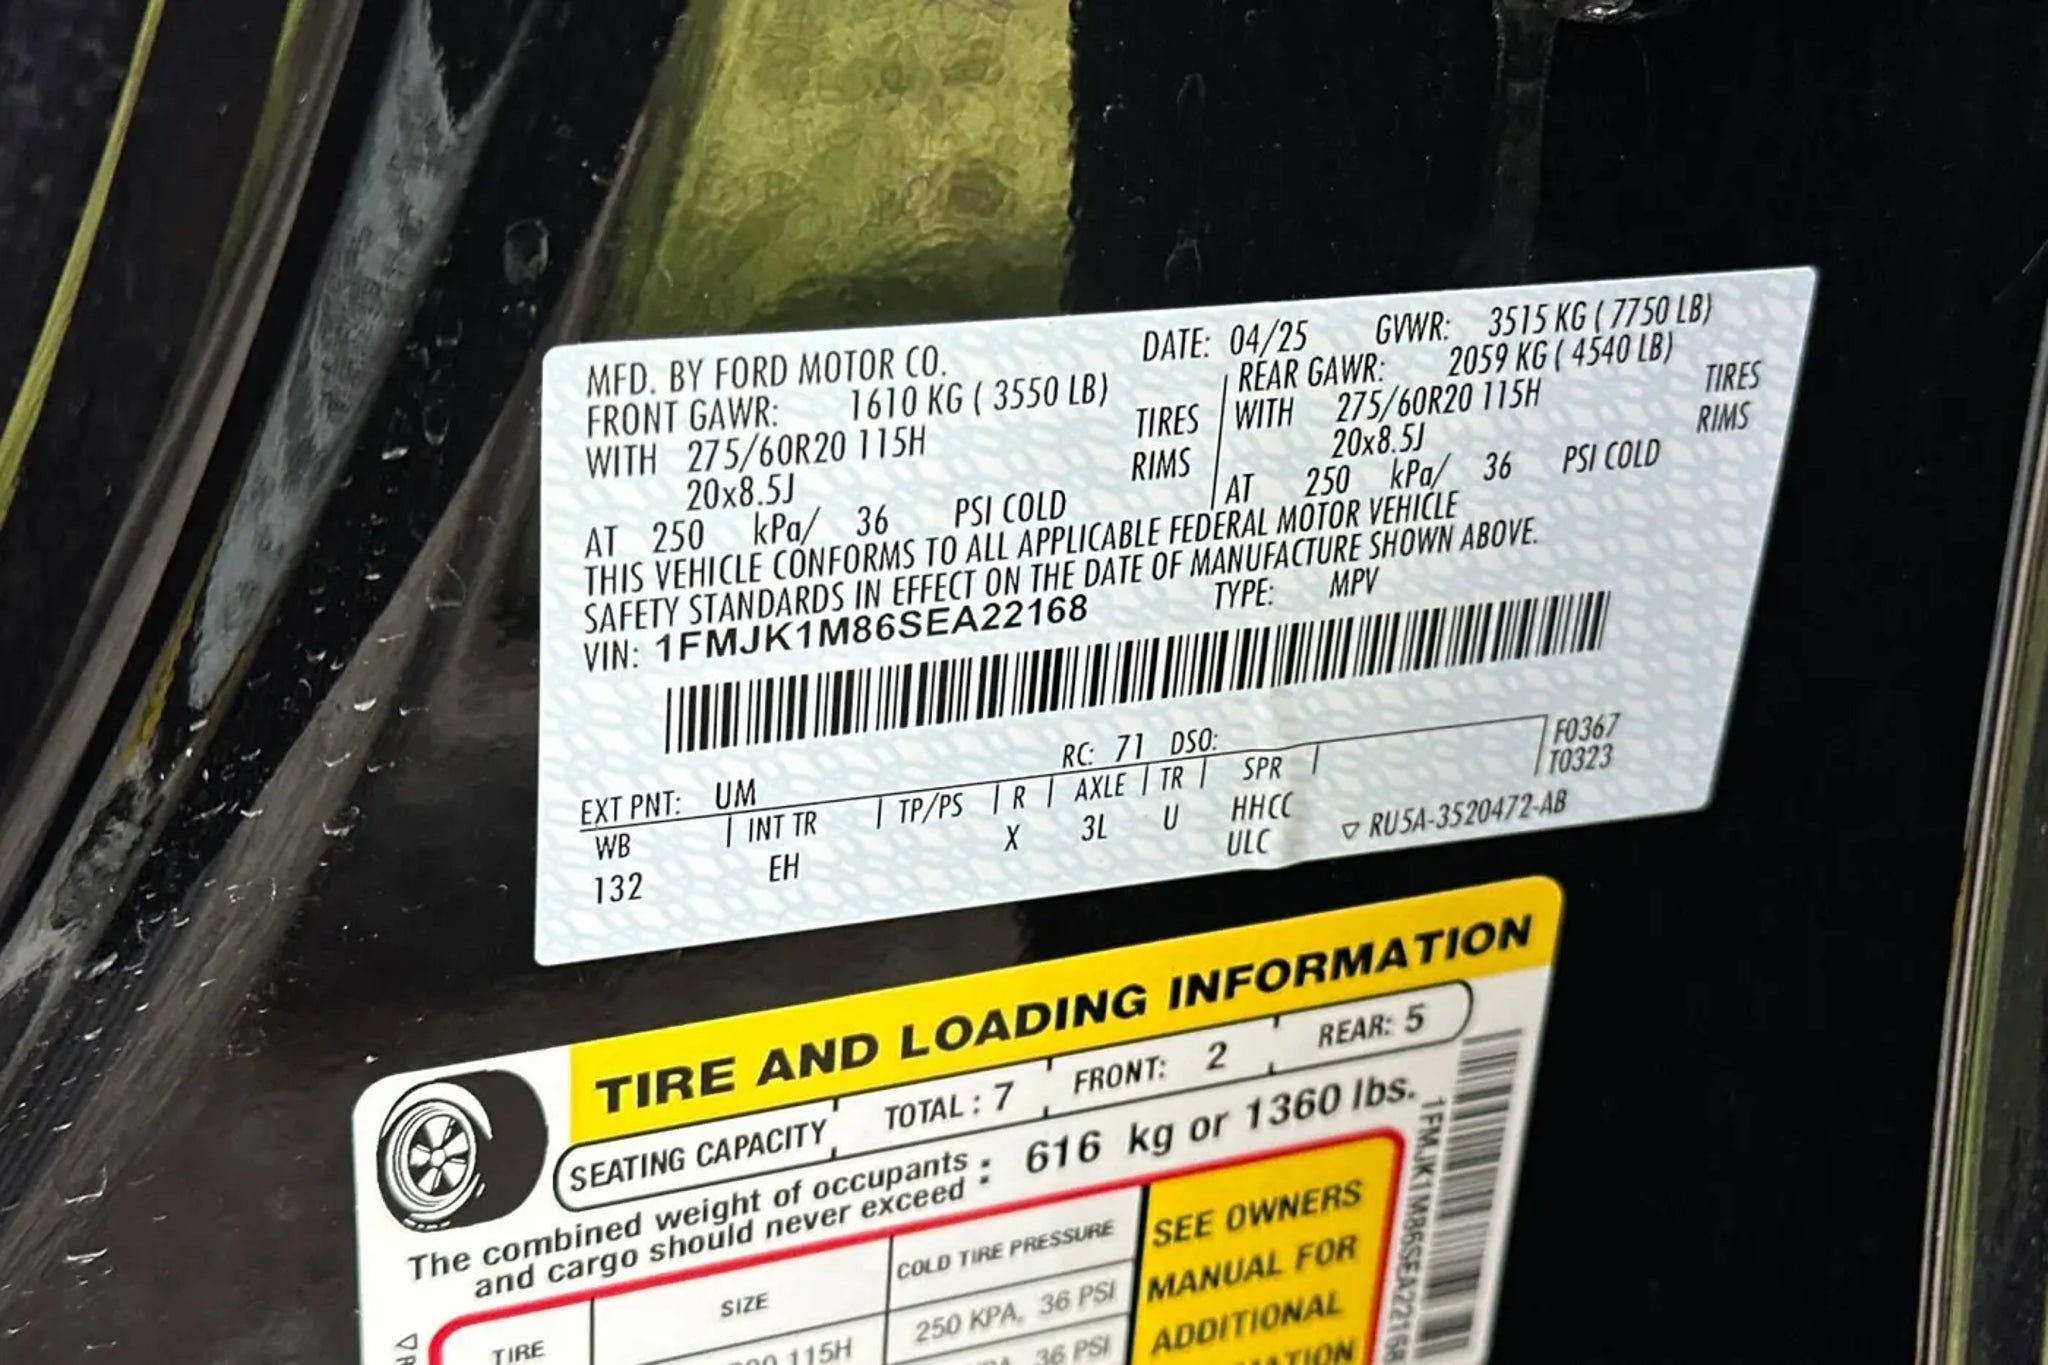 MFD. BY FORD MOTOR CO. DATE: 04/25 GVWR: 3515 KG ( 7750 LB)
FRONT GAWR: 1610 KG ( 3550 LB) REAR GAWR: 2059 KG ( 4540 LB)
WITH 275/60R20 115H TIRES WITH 275/60R20 115H TIRES
20x8.5J RIMS 20x8.5J RIMS
AT 250 kPa/ 36 PSI COLD AT 250 kPa/ 36 PSI COLD
THIS VEHICLE CONFORMS TO ALL APPLICABLE FEDERAL MOTOR VEHICLE
SAFETY STANDARDS IN EFFECT ON THE DATE OF MANUFACTURE SHOWN ABOVE.
VIN: 1FMJK1M86SEA22168 TYPE: MPV
EXT PNT: UM RC: 71 DSO: F0367
WB INT TR TP/PS R AXLE TR SPR T0323
132 EH X 3L U HHCC
ULC ▽ RU5A-3520472-AB
TIRE AND LOADING INFORMATION
SEATING CAPACITY TOTAL : 7 FRONT: 2 REAR: 5
The combined weight of occupants : 616 kg or 1360 lbs.
and cargo should never exceed :
TIRE SIZE COLD TIRE PRESSURE
115H 250 KPA, 36 PSI
36 PSI
SEE OWNERS
MANUAL FOR
ADDITIONAL
1FMJK1M86SEA22168